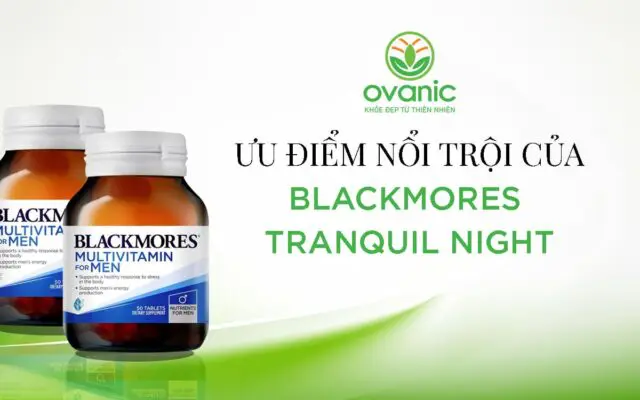 ovanic
KHỎE ĐẸP TỪ THIÊN NHIÊN
ƯU ĐIỂM NỔI TRỘI CỦA
BLACKMORES
TRANQUIL NIGHT
BLACKMORES
MULTIVITAMIN
FOR MEN
BLACKMORES®
MULTIVITAMIN
FOR MEN
• Supports a healthy response to stress
in the body
• Supports men's energy
production
50 TABLETS
DIETARY SUPPLEMENT
NUTRIENTS
FOR MEN